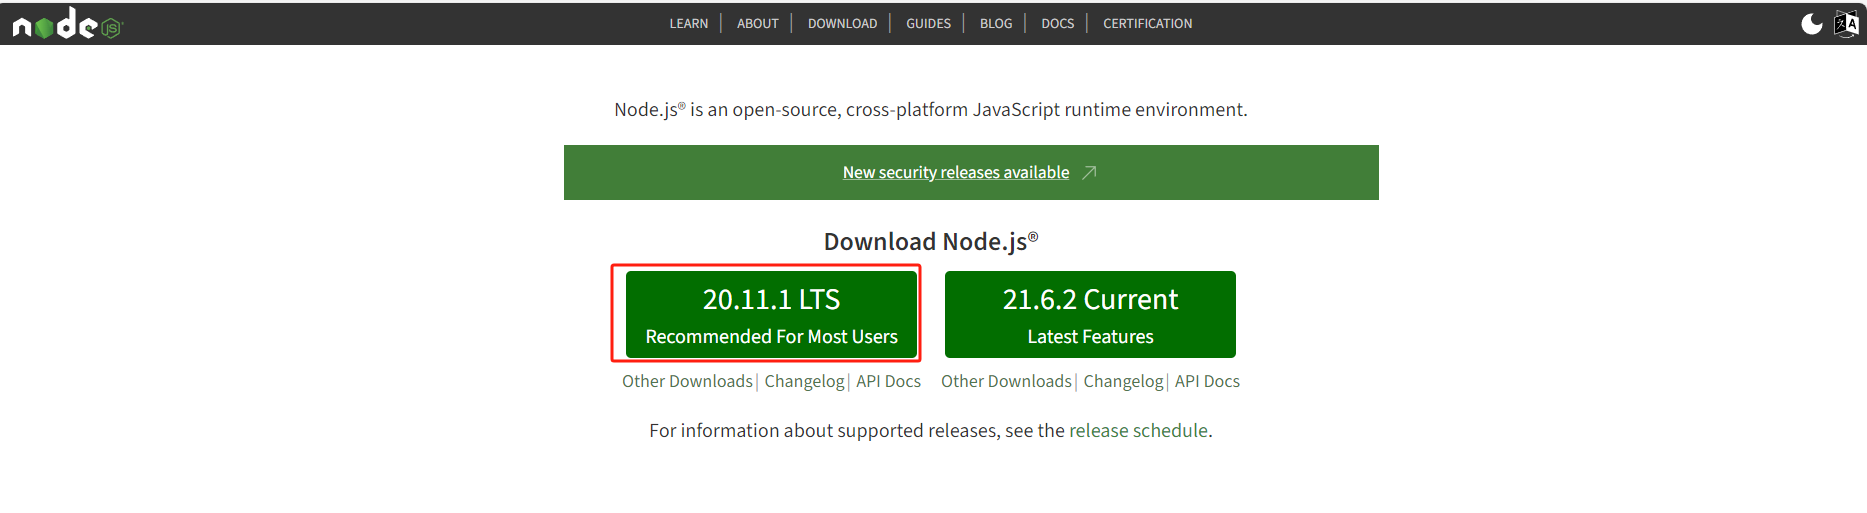 node JS
LEARN | ABOUT | DOWNLOAD | GUIDES | BLOG | DOCS | CERTIFICATION
Node.js® is an open-source, cross-platform JavaScript runtime environment.
New security releases available
Download Node.js®
20.11.1 LTS
Recommended For Most Users
21.6.2 Current
Latest Features
Other Downloads | Changelog | API Docs
Other Downloads | Changelog | API Docs
For information about supported releases, see the release schedule.